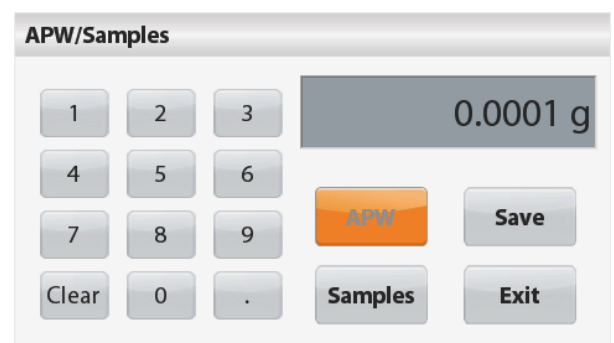 APW/Samples
0.0001 g
1 2 3
4 5 6
APW Save
7 8 9
Clear 0 . Samples Exit